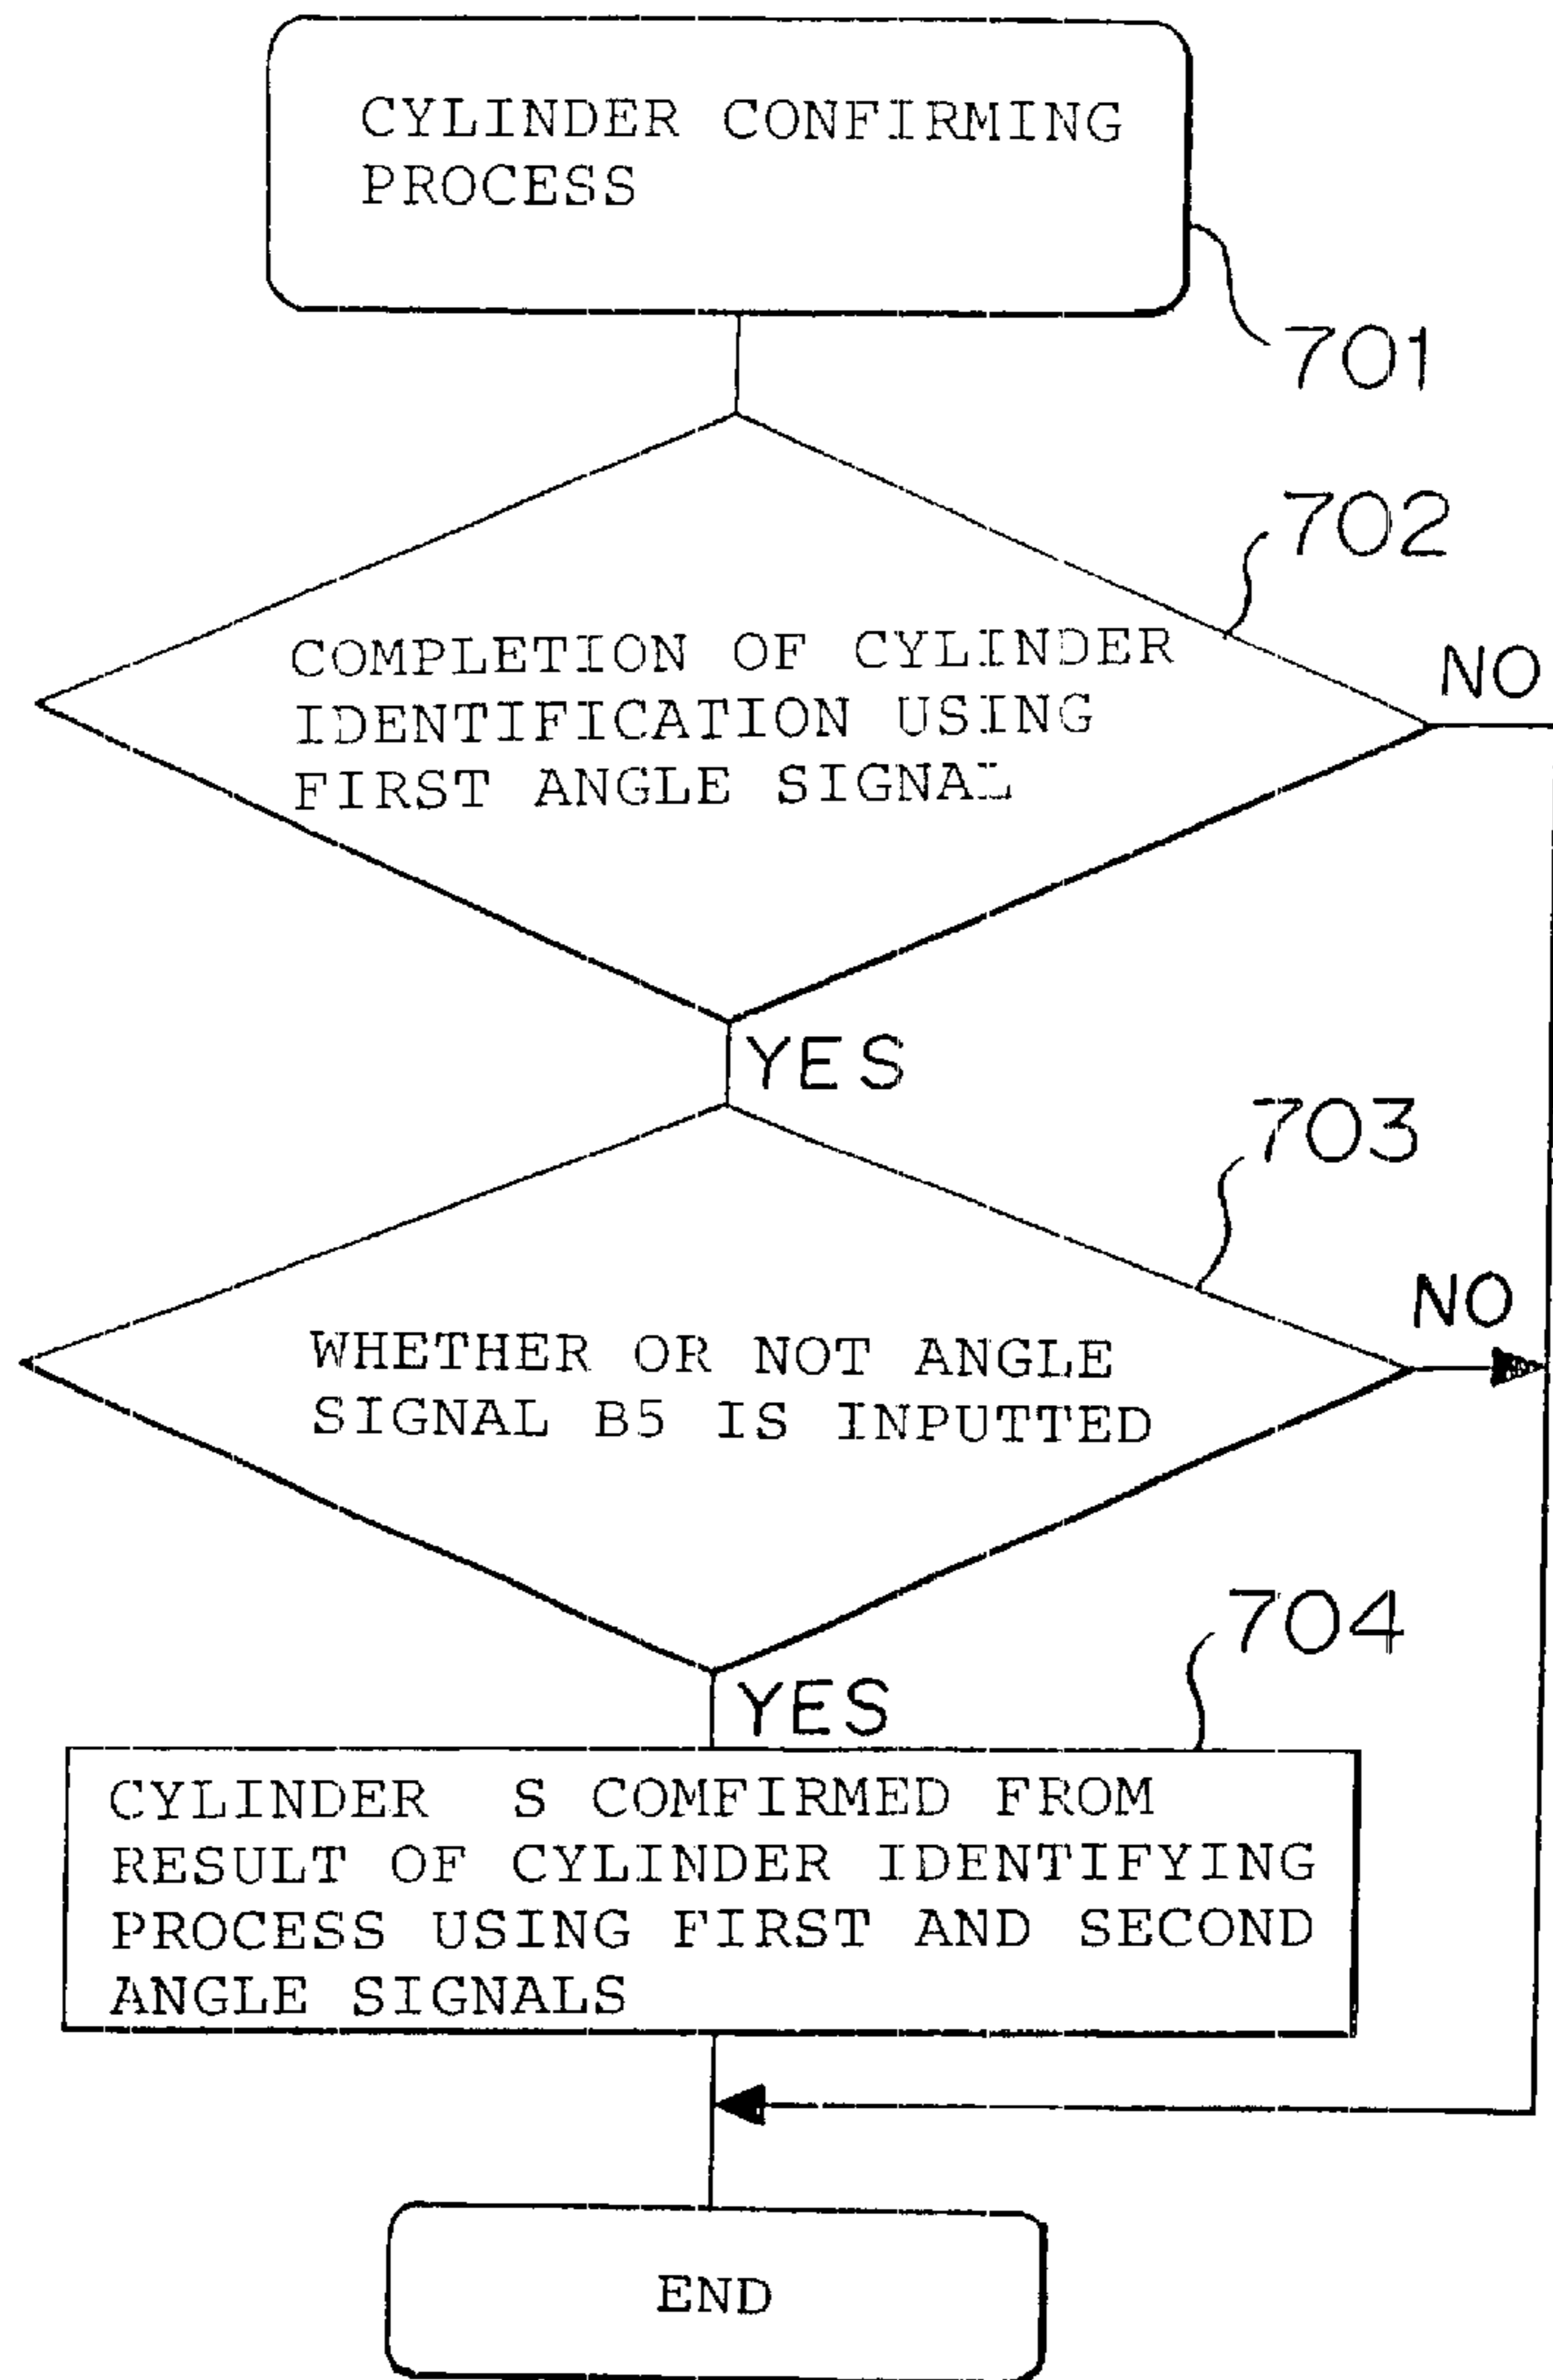 CYLINDER CONFIRMING
PROCESS
701
702
COMPLETION OF CYLINDER
IDENTIFICATION USING
FIRST ANGLE SIGNAL
NO
YES
703
WHETHER OR NOT ANGLE
SIGNAL B5 IS INPUTTED
NO
YES
704
CYLINDER S COMFIRMED FROM
RESULT OF CYLINDER IDENTIFYING
PROCESS USING FIRST AND SECOND
ANGLE SIGNALS
END